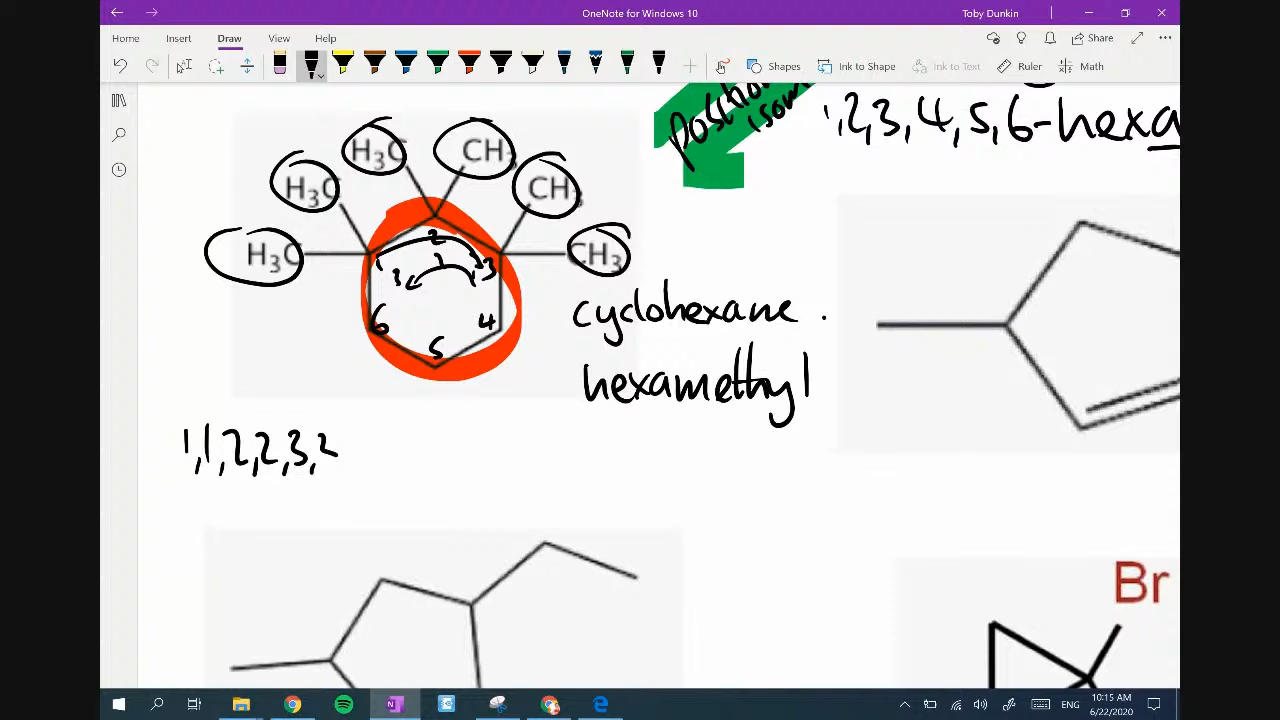 OneNote for Windows 10
Toby Dunkin
Home Insert Draw View Help
Share
Shapes
Ink to Shape
Ink to Text
Ruler
Math
1,2,3,4,5,6-hexa
H₃C CH₃
H₃C CH₃
H₃C CH₃
2
1 3
1 1
6 4
5
cyclohexane.
hexamethyl
1,1,2,2,3,
Br
10:15 AM
ENG
6/22/2020